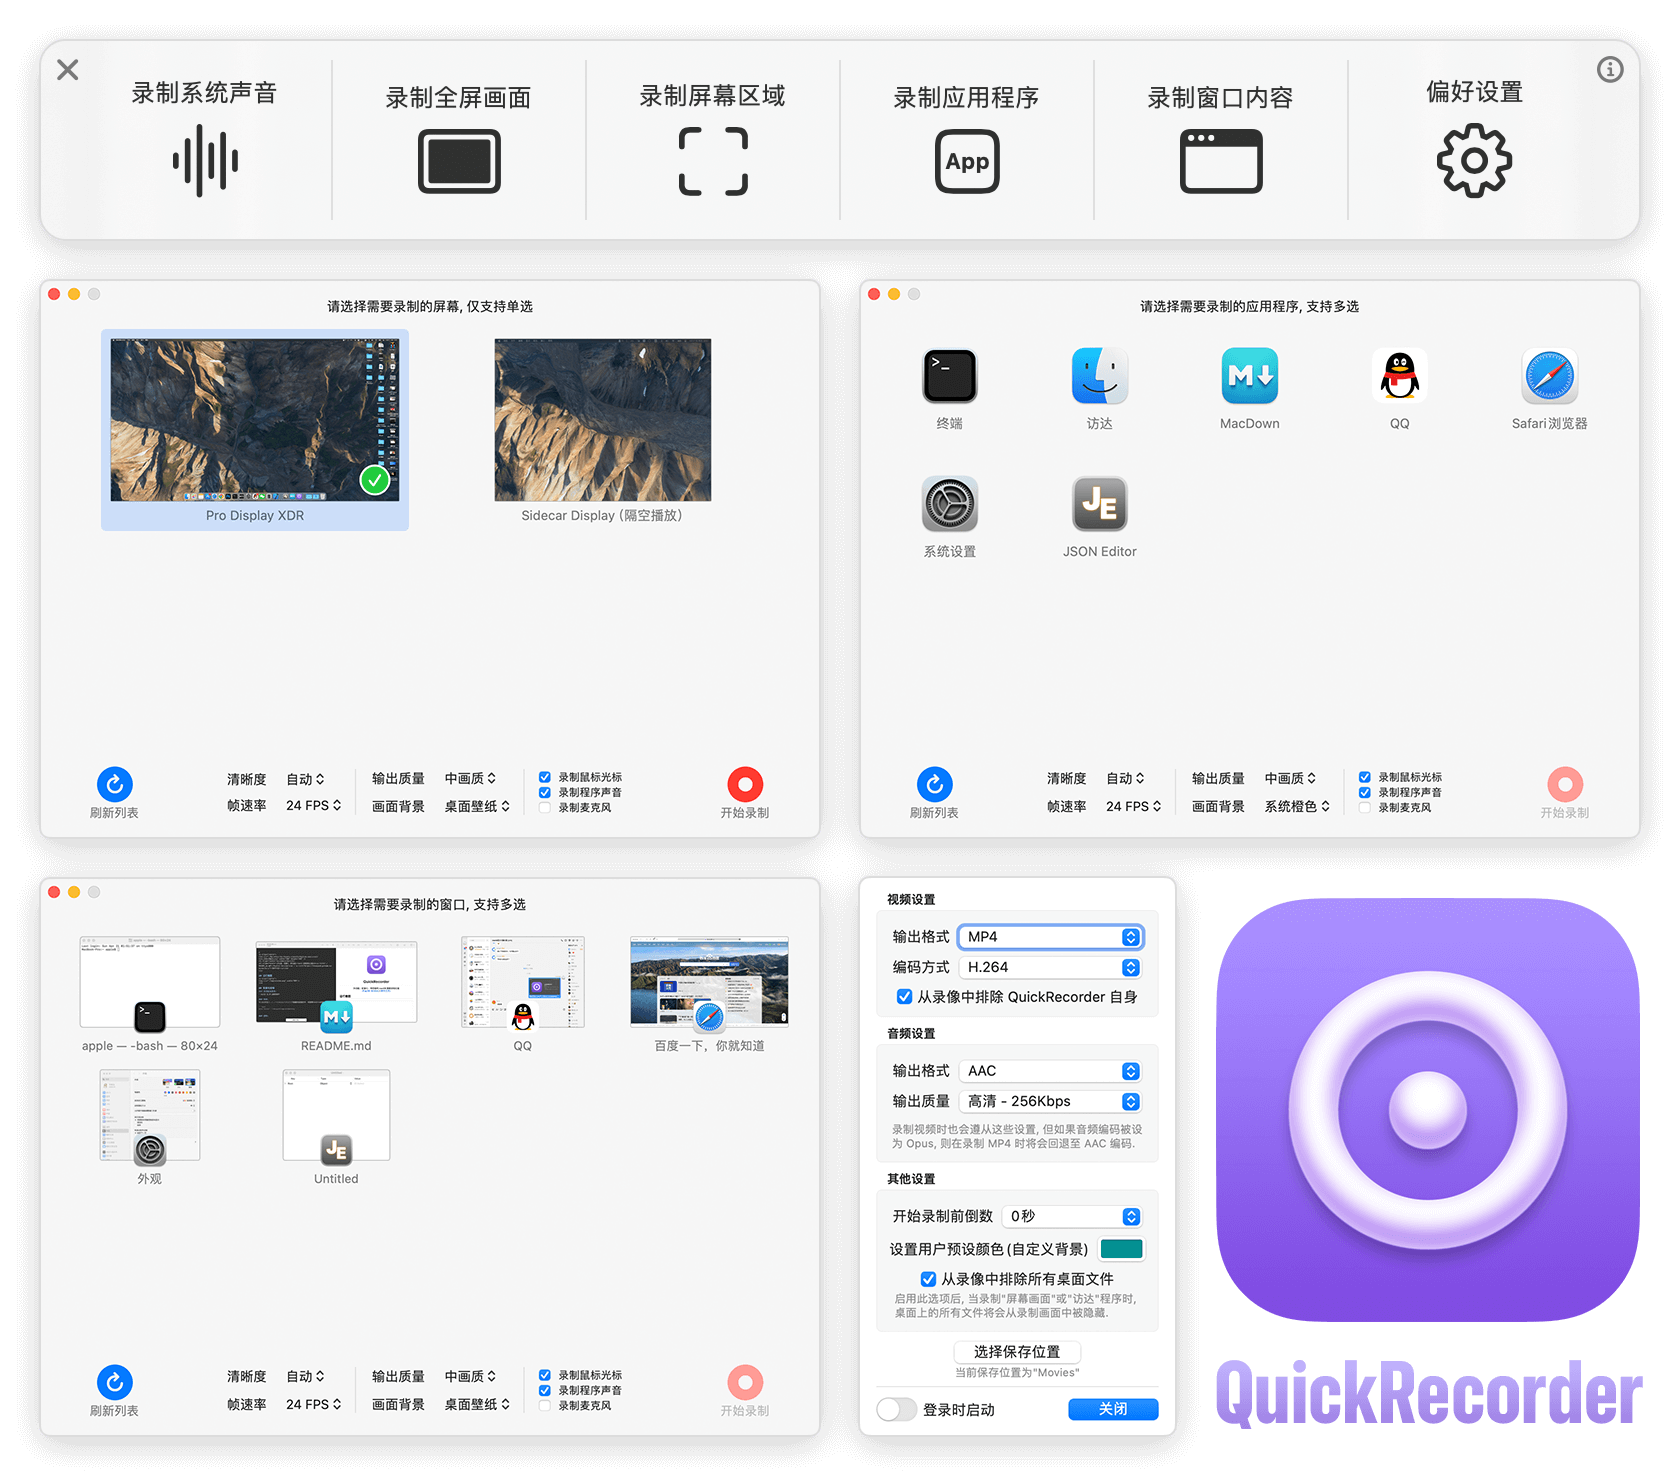 录制系统声音
录制全屏画面
录制屏幕区域
录制应用程序
App
录制窗口内容
偏好设置
请选择需要录制的屏幕, 仅支持单选
Pro Display XDR
Sidecar Display (隔空播放)
刷新列表
清晰度 自动
帧速率 24 FPS
输出质量 中画质
画面背景 桌面壁纸
录制鼠标光标
录制程序声音
录制麦克风
开始录制
请选择需要录制的应用程序, 支持多选
终端
访达
MacDown
QQ
Safari浏览器
系统设置
JE
JSON Editor
刷新列表
清晰度 自动
帧速率 24 FPS
输出质量 中画质
画面背景 系统橙色
录制鼠标光标
录制程序声音
录制麦克风
开始录制
请选择需要录制的窗口, 支持多选
apple — -bash — 80×24
QuickRecorder
README.md
QQ
百度一下，你就知道
外观
JE
Untitled
刷新列表
清晰度 自动
帧速率 24 FPS
输出质量 中画质
画面背景 桌面壁纸
录制鼠标光标
录制程序声音
录制麦克风
开始录制
视频设置
输出格式 MP4
编码方式 H.264
从录像中排除 QuickRecorder 自身
音频设置
输出格式 AAC
输出质量 高清 - 256Kbps
录制视频时也会遵从这些设置, 但如果音频编码被设
为 Opus, 则在录制 MP4 时将会回退至 AAC 编码.
其他设置
开始录制前倒数 0秒
设置用户预设颜色(自定义背景)
从录像中排除所有桌面文件
启用此选项后, 当录制"屏幕画面"或"访达"程序时,
桌面上的所有文件将会从录制画面中被隐藏.
选择保存位置
当前保存位置为"Movies"
登录时启动
关闭
QuickRecorder